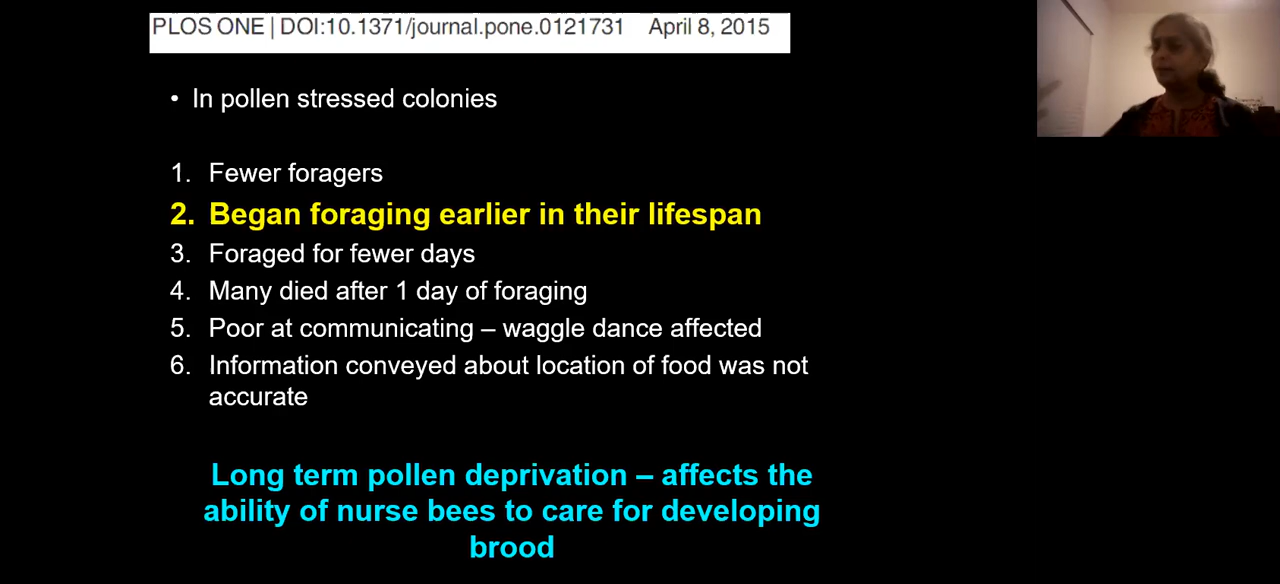 PLOS ONE | DOI:10.1371/journal.pone.0121731 April 8, 2015
• In pollen stressed colonies
1. Fewer foragers
2. Began foraging earlier in their lifespan
3. Foraged for fewer days
4. Many died after 1 day of foraging
5. Poor at communicating – waggle dance affected
6. Information conveyed about location of food was not
accurate
Long term pollen deprivation – affects the
ability of nurse bees to care for developing
brood